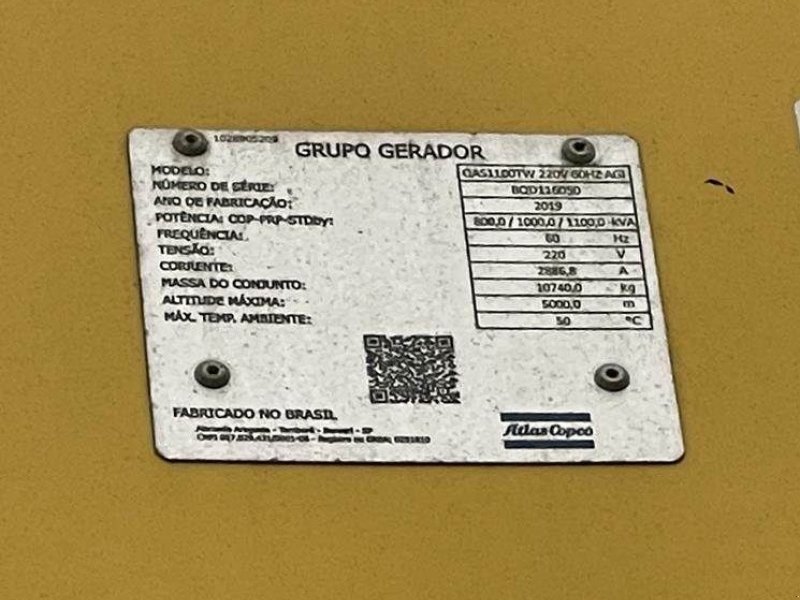 1028905209
GRUPO GERADOR
MODELO: QAS1100TW 220V 60HZ AGI
NÚMERO DE SÉRIE: BQD116050
ANO DE FABRICAÇÃO: 2019
POTÊNCIA: COP-PRP-STDby: 800,0 / 1000,0 / 1100,0 kVA
FREQUÊNCIA: 60 Hz
TENSÃO: 220 V
CORRENTE: 2886,8 A
MASSA DO CONJUNTO: 10740,0 kg
ALTITUDE MÁXIMA: 5000,0 m
MÁX. TEMP. AMBIENTE: 50 °C
FABRICADO NO BRASIL
Atlas Copco